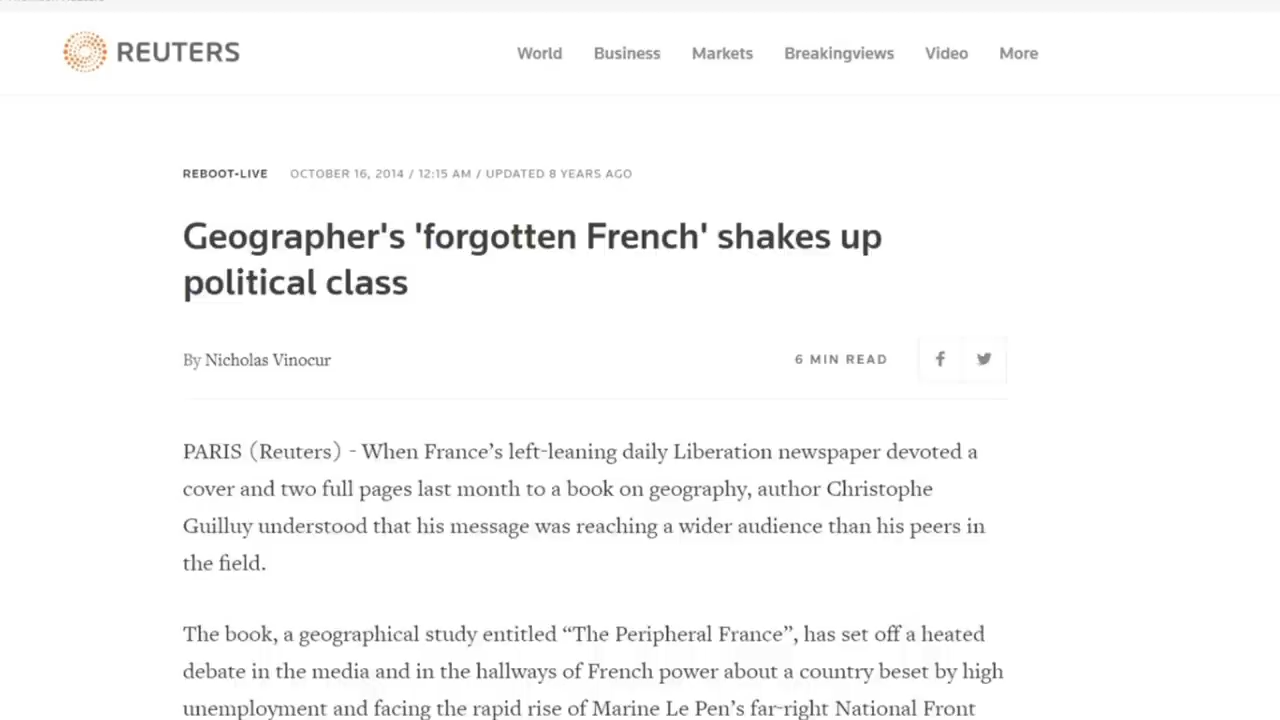 REUTERS
World Business Markets Breakingviews Video More
REBOOT-LIVE OCTOBER 16, 2014 / 12:15 AM / UPDATED 8 YEARS AGO
Geographer's 'forgotten French' shakes up
political class
By Nicholas Vinocur
6 MIN READ
PARIS (Reuters) - When France’s left-leaning daily Liberation newspaper devoted a
cover and two full pages last month to a book on geography, author Christophe
Guilluy understood that his message was reaching a wider audience than his peers in
the field.
The book, a geographical study entitled “The Peripheral France”, has set off a heated
debate in the media and in the hallways of French power about a country beset by high
unemployment and facing the rapid rise of Marine Le Pen’s far-right National Front